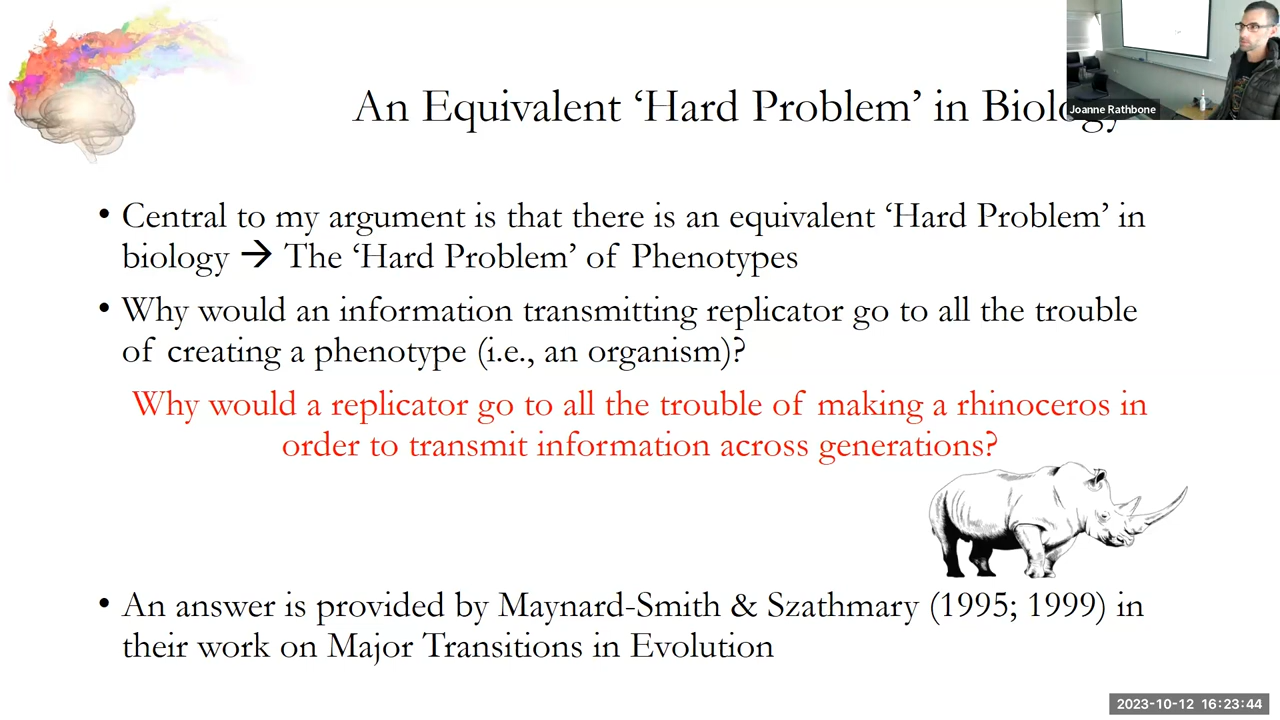 An Equivalent ‘Hard Problem’ in Biology
Joanne Rathbone
• Central to my argument is that there is an equivalent ‘Hard Problem’ in
biology → The ‘Hard Problem’ of Phenotypes
• Why would an information transmitting replicator go to all the trouble
of creating a phenotype (i.e., an organism)?
Why would a replicator go to all the trouble of making a rhinoceros in
order to transmit information across generations?
• An answer is provided by Maynard-Smith & Szathmary (1995; 1999) in
their work on Major Transitions in Evolution
2023-10-12 16:23:44